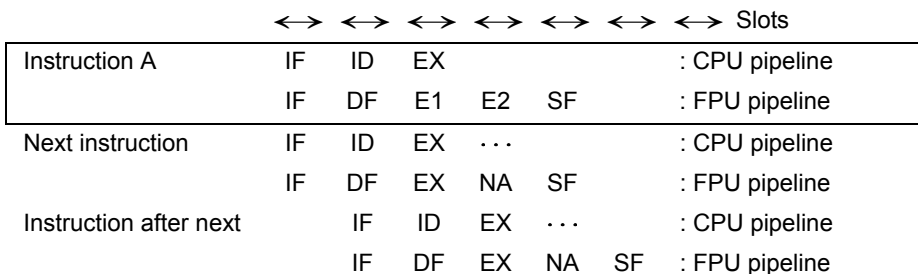 ←→ ←→ ←→ ←→ ←→ ←→ ←→ Slots
Instruction A IF ID EX : CPU pipeline
IF DF E1 E2 SF : FPU pipeline
Next instruction IF ID EX ··· : CPU pipeline
IF DF EX NA SF : FPU pipeline
Instruction after next IF ID EX ··· : CPU pipeline
IF DF EX NA SF : FPU pipeline